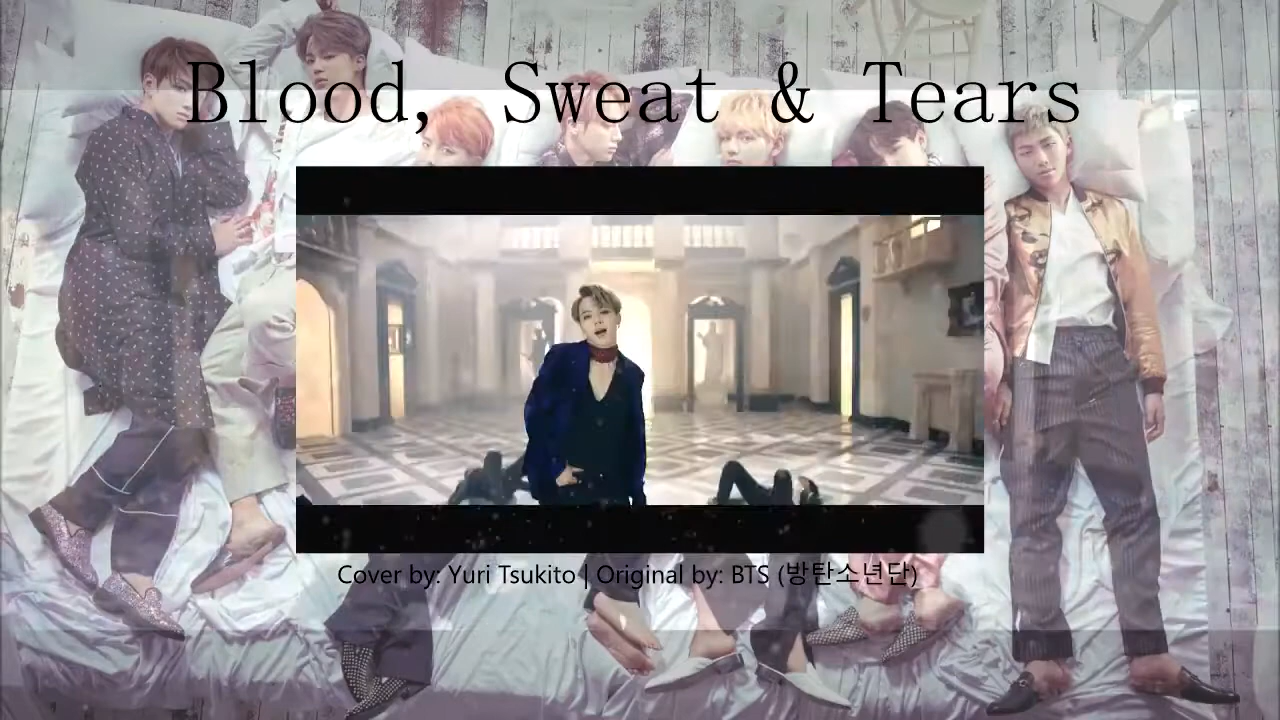 Blood, Sweat & Tears
Cover by: Yuri Tsukito | Original by: BTS (방탄소년단)